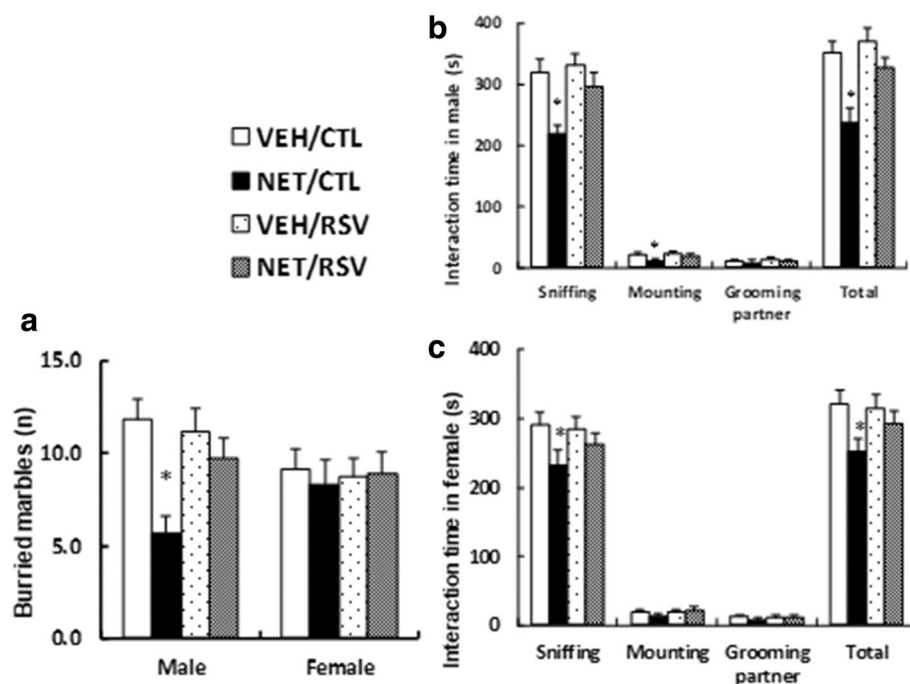 VEH/CTL
NET/CTL
VEH/RSV
NET/RSV
a
Burried marbles (n)
15.0
10.0
5.0
0.0
*
Male Female
b
Interaction time in male (s)
400
300
200
100
0
Sniffing Mounting Grooming partner Total
c
Interaction time in female (s)
400
300
200
100
0
* *
Sniffing Mounting Grooming partner Total